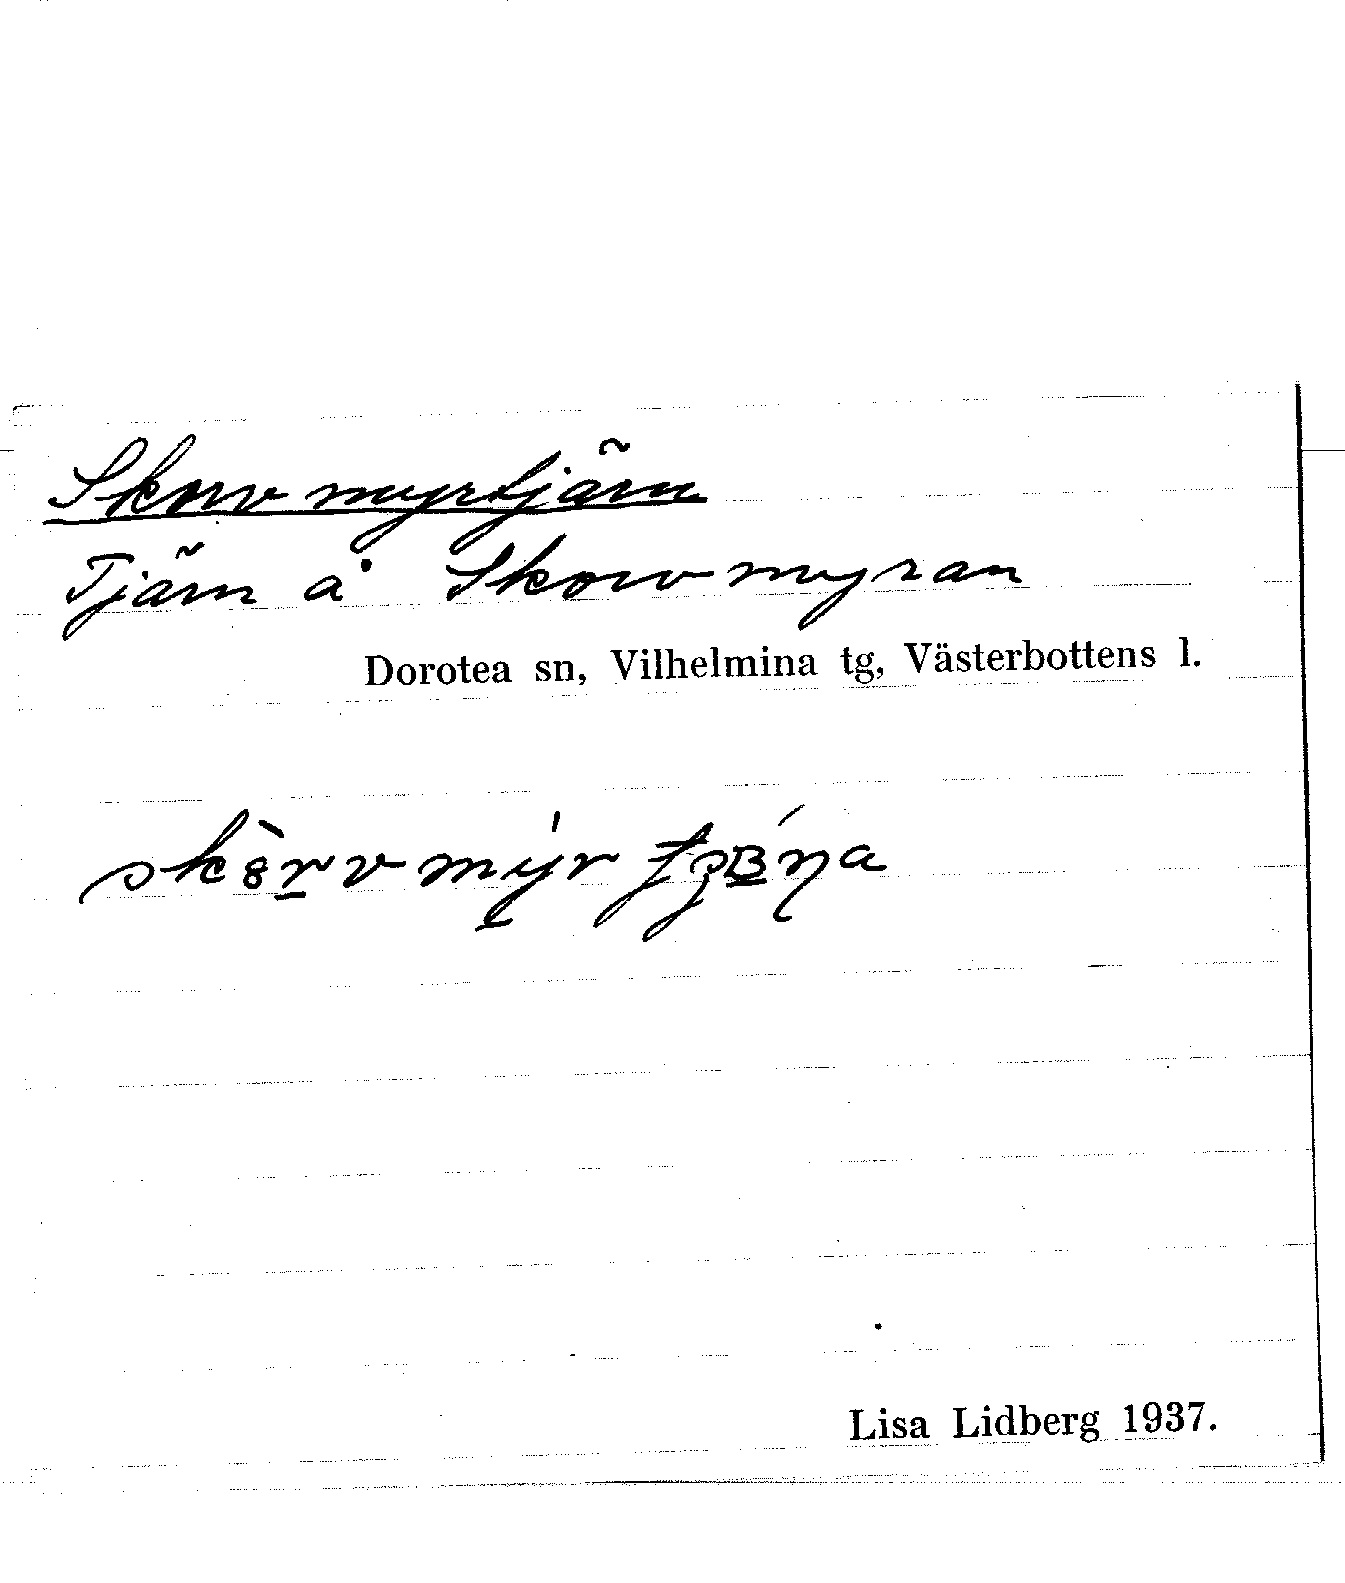 Skorvmyrtjärn
Tjärn å Skorvmyran
Dorotea sn, Vilhelmina tg, Västerbottens l.
Lisa Lidberg 1937.